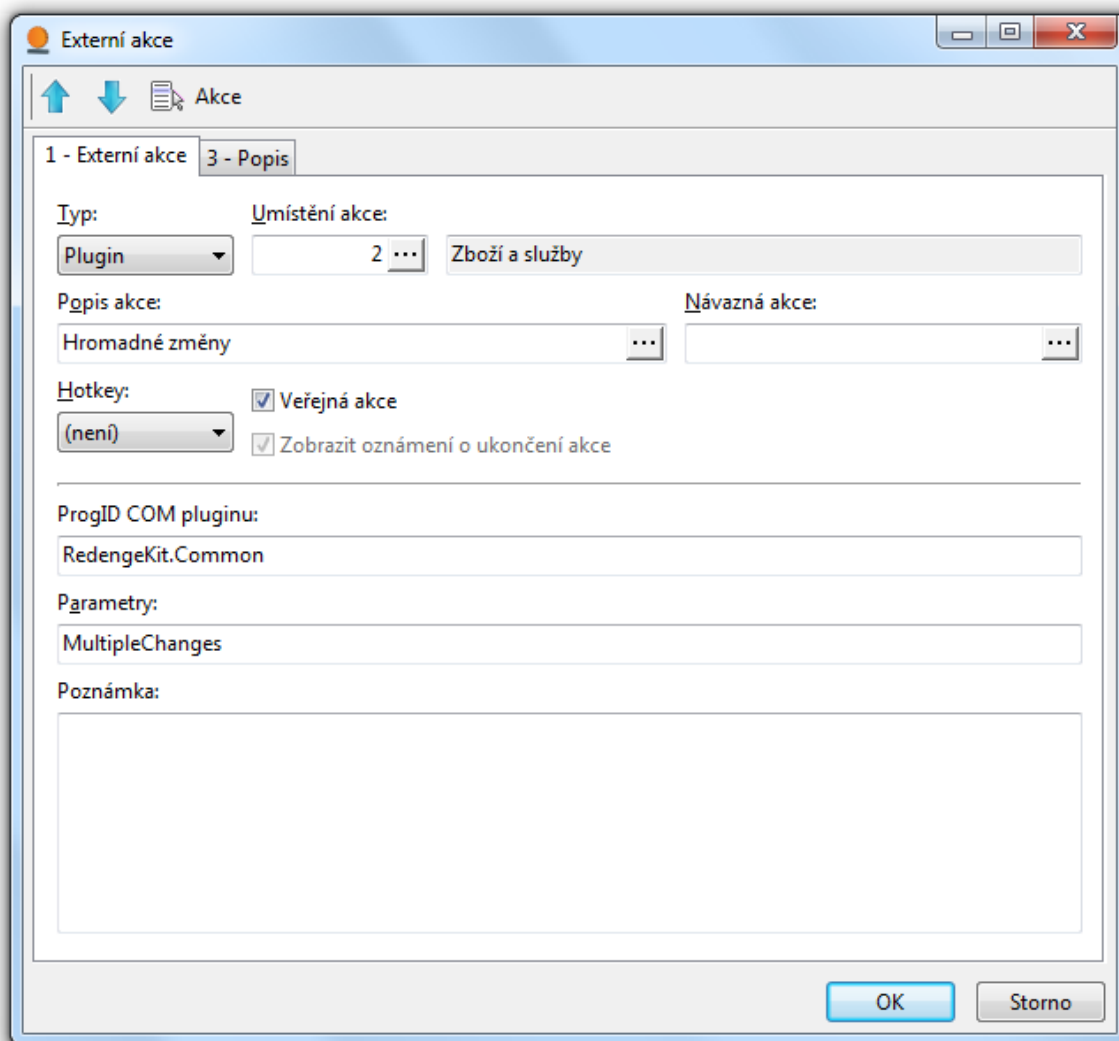 Externí akce
Akce
1 - Externí akce 3 - Popis
Typ: Umístění akce:
Plugin 2 ... Zboží a služby
Popis akce: Návazná akce:
Hromadné změny ... ...
Hotkey: Veřejná akce
(není) Zobrazit oznámení o ukončení akce
ProgID COM pluginu:
RedengeKit.Common
Parametry:
MultipleChanges
Poznámka:
OK Storno